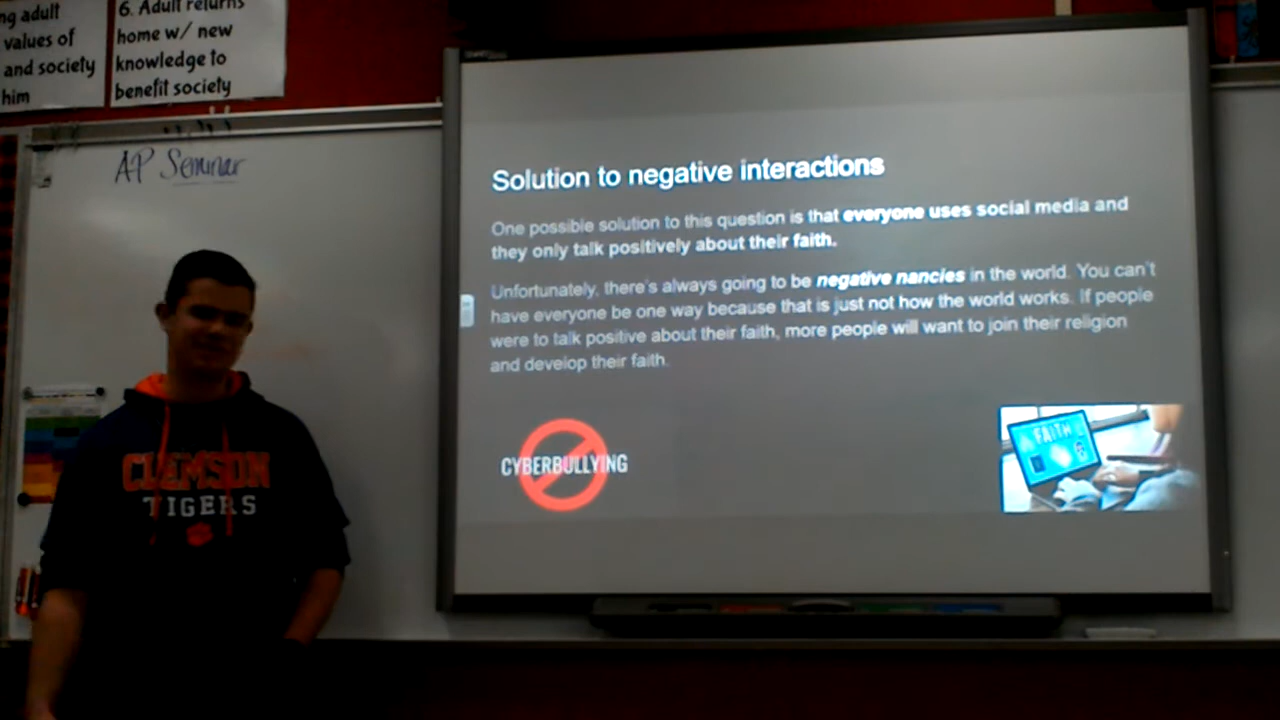 ng adult
values of
and society
him
6. Adult returns
home w/ new
knowledge to
benefit society
AP Seminar
Solution to negative interactions
One possible solution to this question is that everyone uses social media and
they only talk positively about their faith.
Unfortunately, there's always going to be negative nancies in the world. You can't
have everyone be one way because that is just not how the world works. If people
were to talk positive about their faith, more people will want to join their religion
and develop their faith.
CYBERBULLYING
FAITH
CLEMSON
TIGERS